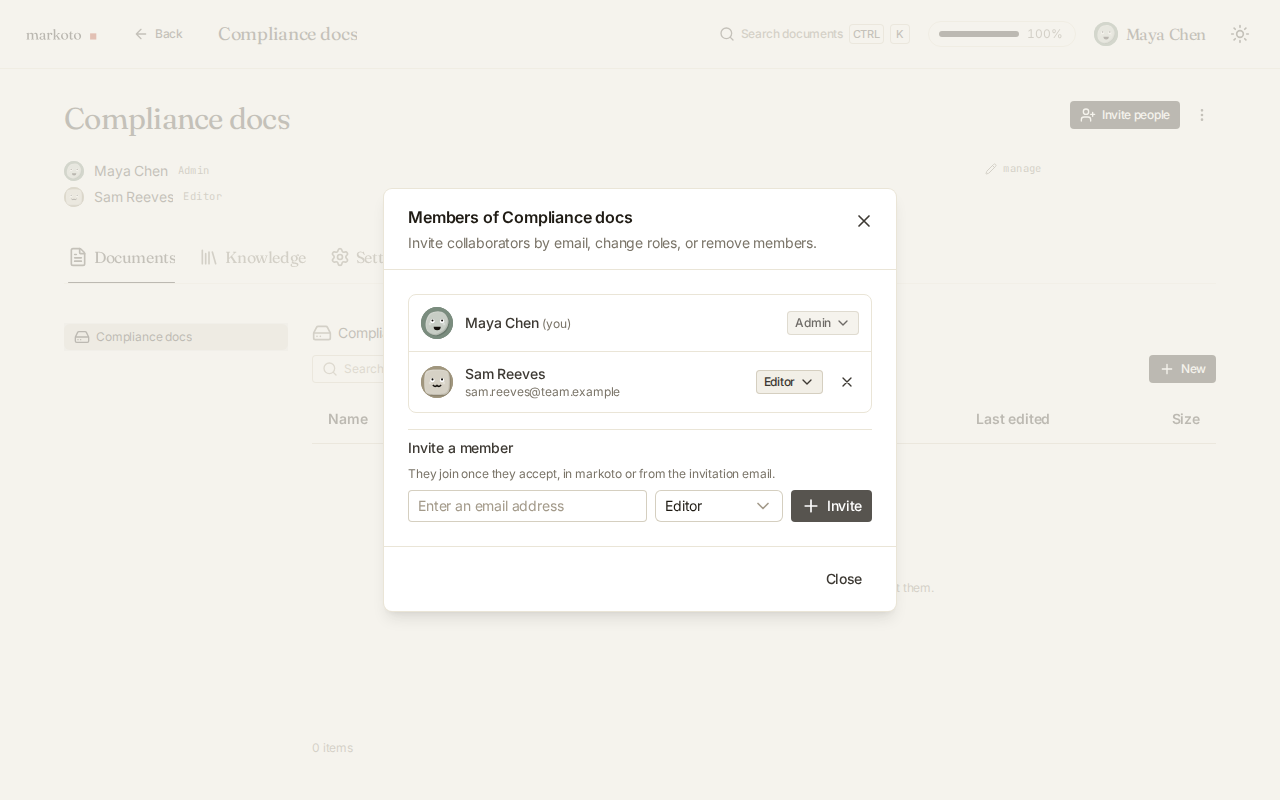 markoto
Back
Compliance docs
Search documents CTRL K
100%
Maya Chen
Compliance docs
Invite people
Maya Chen Admin
manage
Sam Reeves Editor
Documents
Knowledge
Sett
Members of Compliance docs
Invite collaborators by email, change roles, or remove members.
Maya Chen (you)
Admin
Sam Reeves
sam.reeves@team.example
Editor
Invite a member
They join once they accept, in markoto or from the invitation email.
Enter an email address
Editor
Invite
Close
Compliance docs
Compli
Search
New
Name
Last edited
Size
t them.
0 items